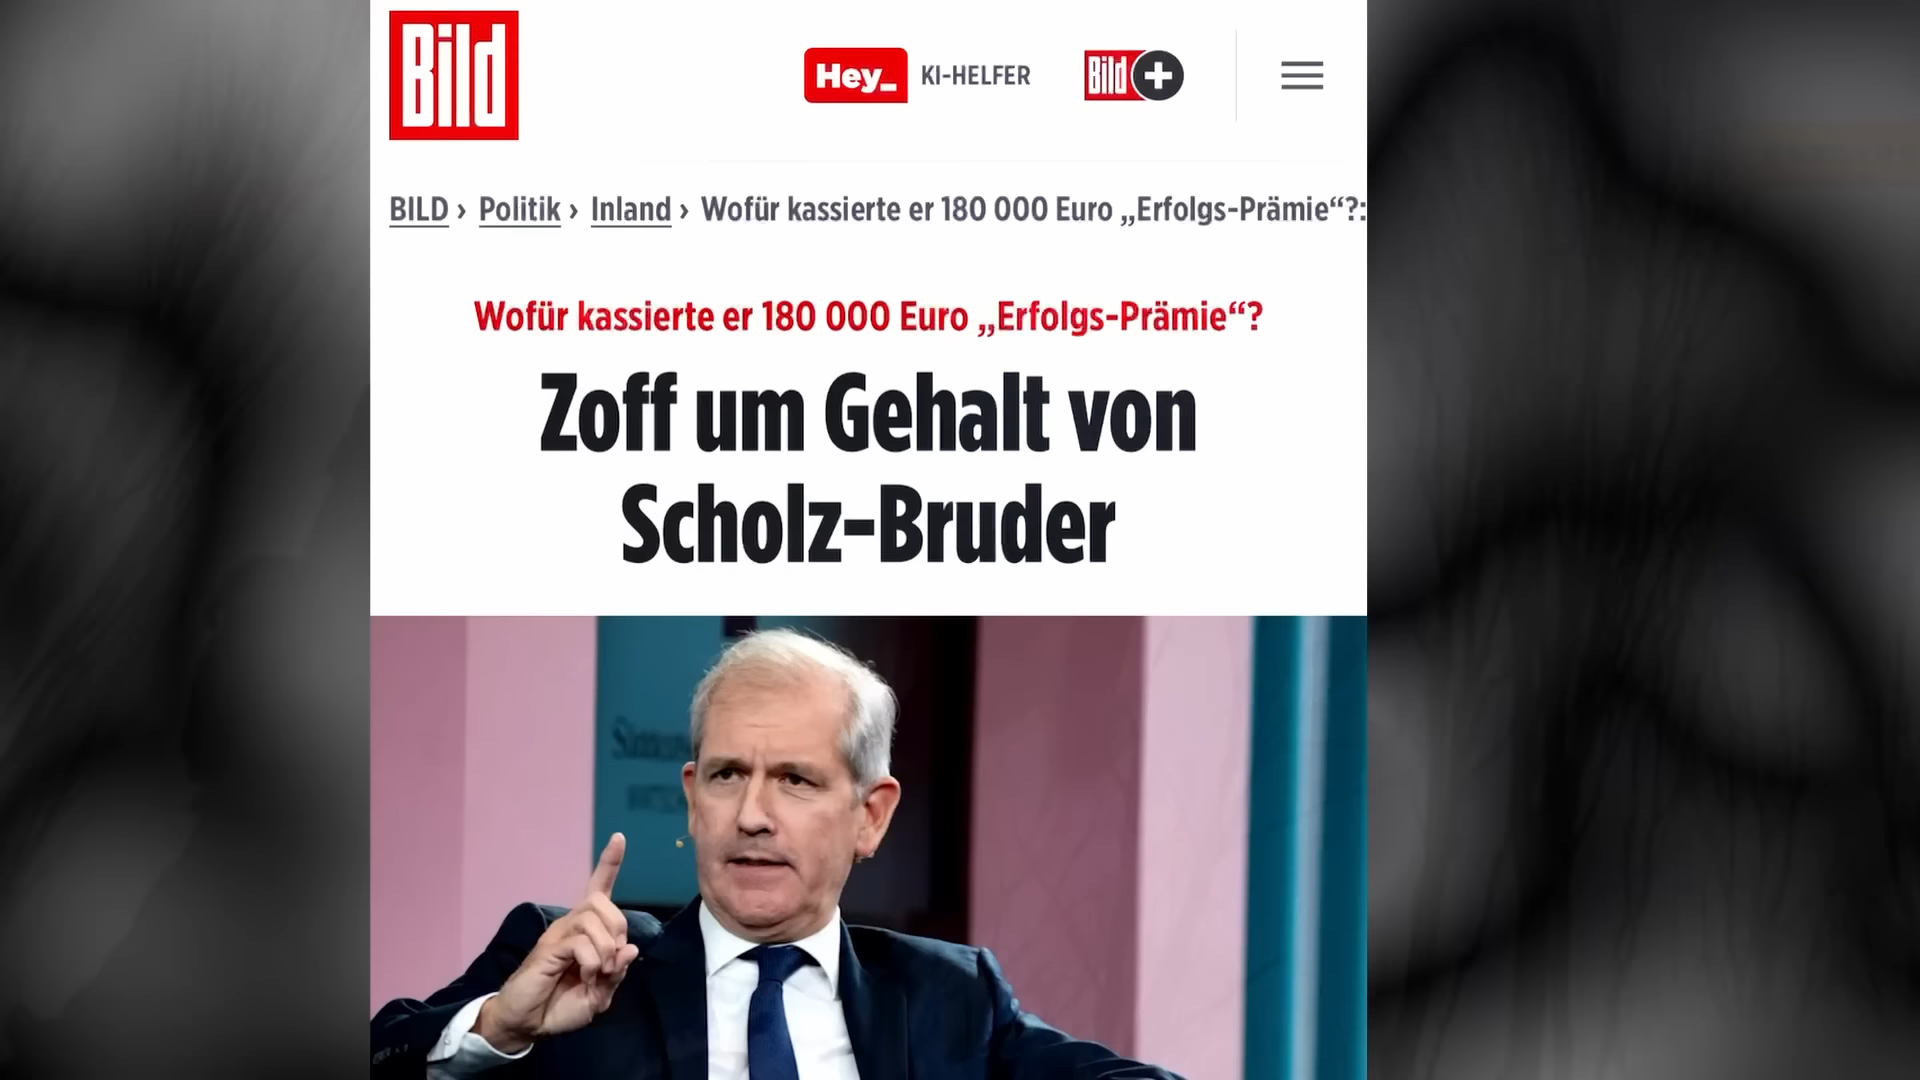 Bild
Hey_ KI-HELFER Bild +
BILD › Politik › Inland › Wofür kassierte er 180 000 Euro „Erfolgs-Prämie“?:
Wofür kassierte er 180 000 Euro „Erfolgs-Prämie“?
Zoff um Gehalt von
Scholz-Bruder